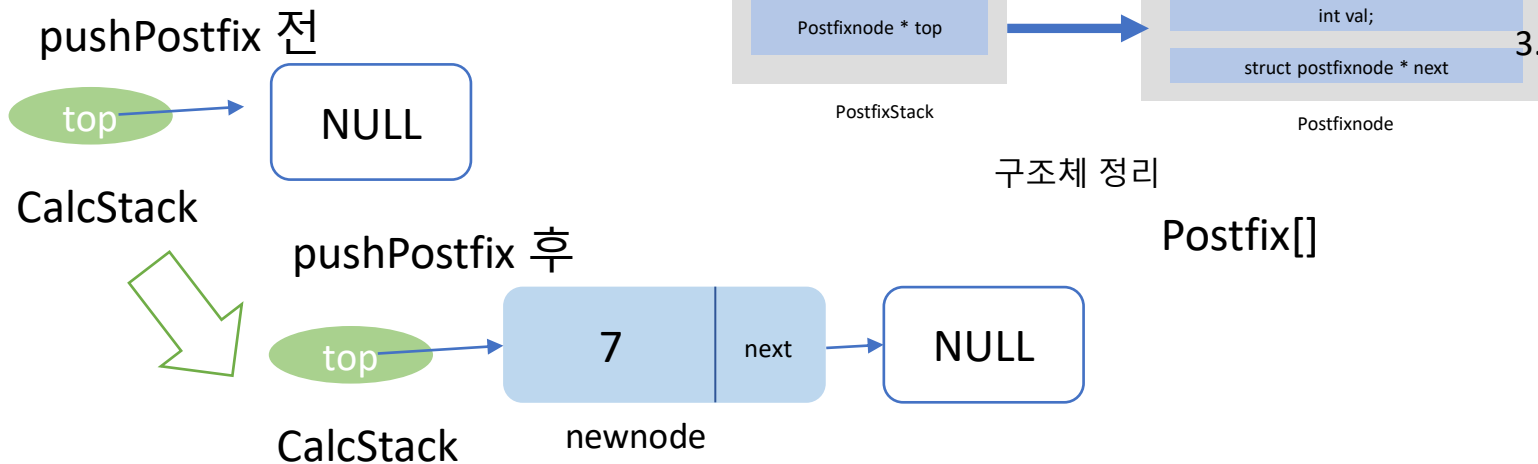 pushPostfix 전
top
NULL
CalcStack
Postfixnode * top
PostfixStack
int val;
struct postfixnode * next
3.
Postfixnode
구조체 정리
Postfix[]
pushPostfix 후
top
7
next
NULL
CalcStack
newnode